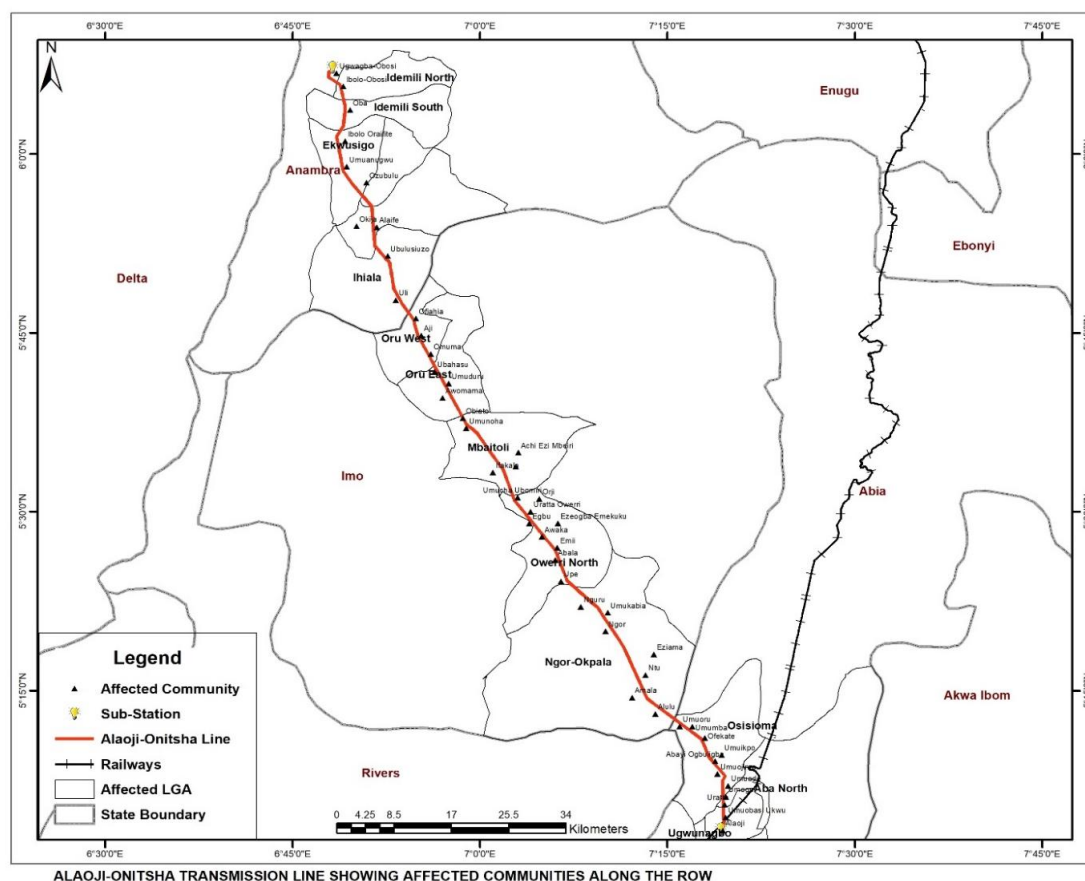 6°30'0"E 6°45'0"E 7°0'0"E 7°15'0"E 7°30'0"E 7°45'0"E
N
Ugwagba-Obosi
Idemili North
Ibolo-Obosi
Enugu
Idemili South
Oba
Ibolo Oraifite
Ekwusigo
6°0'0"N
Umuanugwu
Anambra
Ozubulu
Alaife
Ebonyi
Ubulusiuzo
Delta
Ihiala
Uli
5°45'0"N
Aji
Oru West
Omuma
Ubahasu
Oru East
Umuduru
Awomama
Obieto
Umunoha
Mbaitoli
Achi Ezi Mbeiri
Imo
Abia
Umuoha Ubomiri
Orji
Uratta Owerri
5°30'0"N
Egbu
Ezeogba Emekuku
Awaka
Emii
Abala
Owerri North
Upe
Nguru
Umukabia
Ngor
Eziama
Ngor-Okpala
Ntu
5°15'0"N
Amala
Akwa Ibom
Alulu
Umuoru
Osisioma
Umumba
Ofekate
Umuikpo
Rivers
Aba North
Alaoji
Ugwunagbo
Legend
Affected Community
Sub-Station
Alaoji-Onitsha Line
Railways
Affected LGA
State Boundary
0 4.25 8.5 17 25.5 34
Kilometers
6°30'0"E 6°45'0"E 7°0'0"E 7°15'0"E 7°30'0"E 7°45'0"E
ALAOJI-ONITSHA TRANSMISSION LINE SHOWING AFFECTED COMMUNITIES ALONG THE ROW